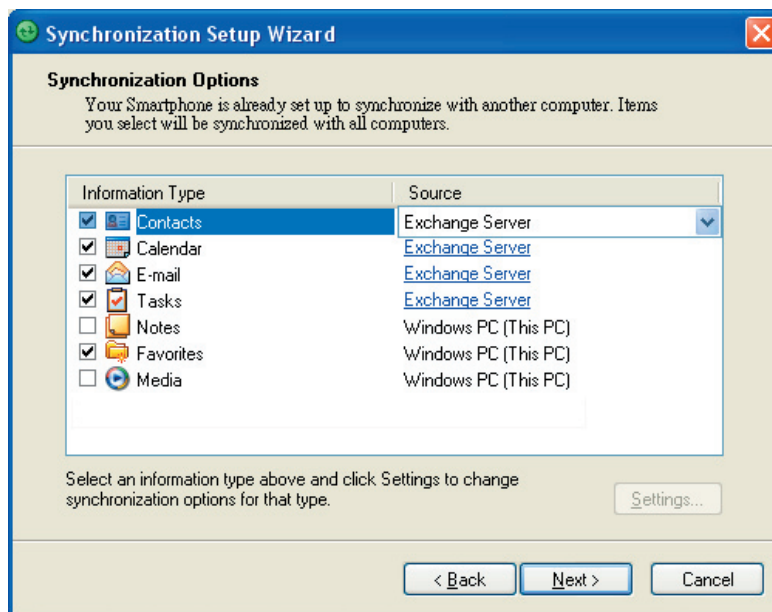 Synchronization Setup Wizard
Synchronization Options
Your Smartphone is already set up to synchronize with another computer. Items
you select will be synchronized with all computers.
Information Type Source
Contacts Exchange Server
Calendar Exchange Server
E-mail Exchange Server
Tasks Exchange Server
Notes Windows PC (This PC)
Favorites Windows PC (This PC)
Media Windows PC (This PC)
Select an information type above and click Settings to change
synchronization options for that type.
Settings...
< Back Next > Cancel